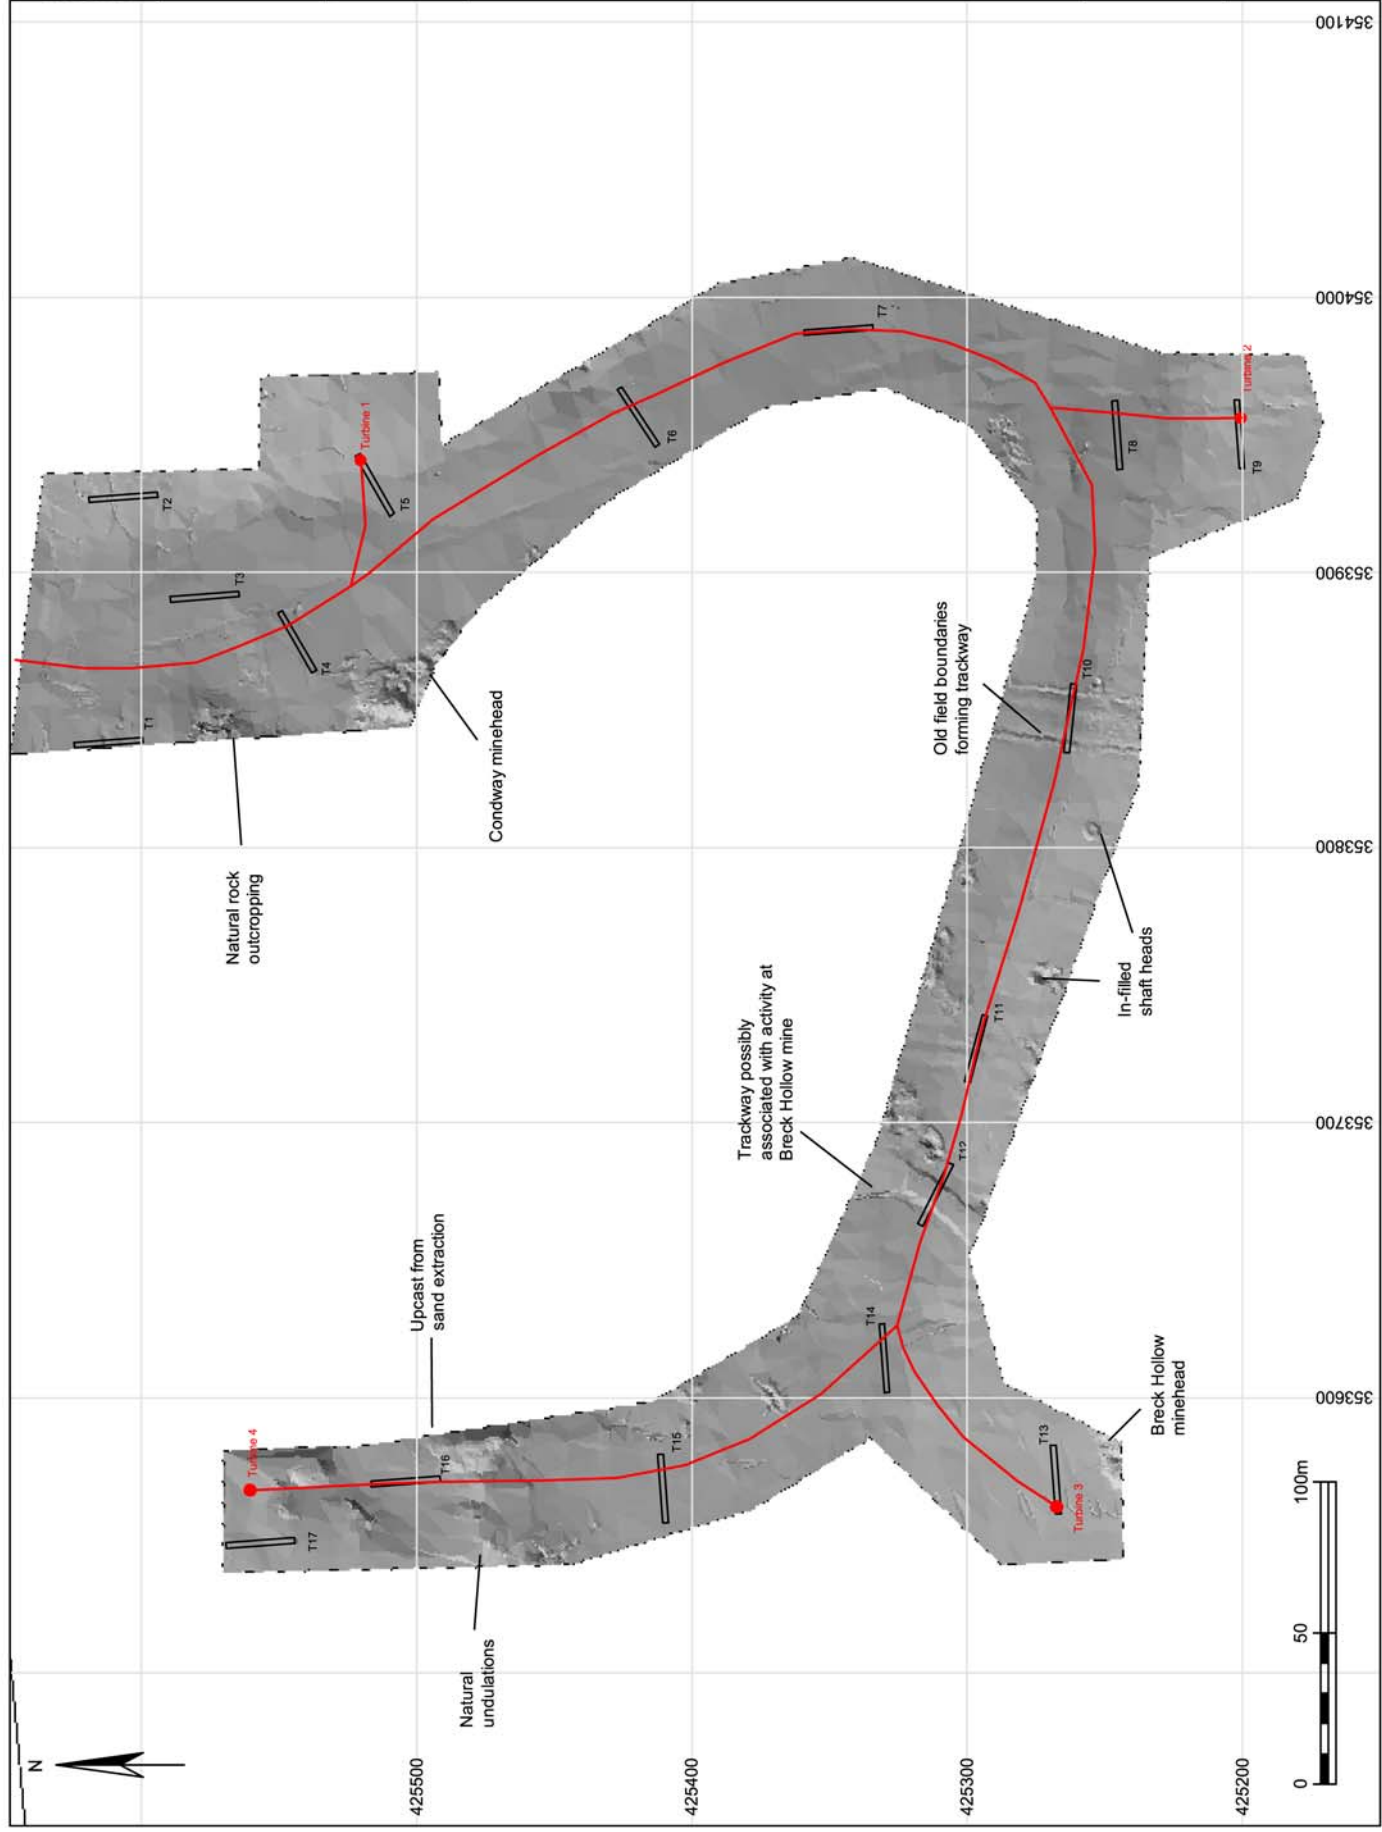 N
Turbine 4
T17
T16
T15
Natural
undulations
Upcast from
sand extraction
Natural rock
outcropping
T1
T2
T3
T4
T5
Turbine 1
Condway minehead
T6
T7
Trackway possibly
associated with activity at
Breck Hollow mine
Old field boundaries
forming trackway
T14
T12
T11
T10
T8
T9
Turbine 2
T13
Turbine 3
Breck Hollow
minehead
In-filled
shaft heads
425500
425400
425300
425200
353600
353700
353800
353900
354000
354100
0
50
100m